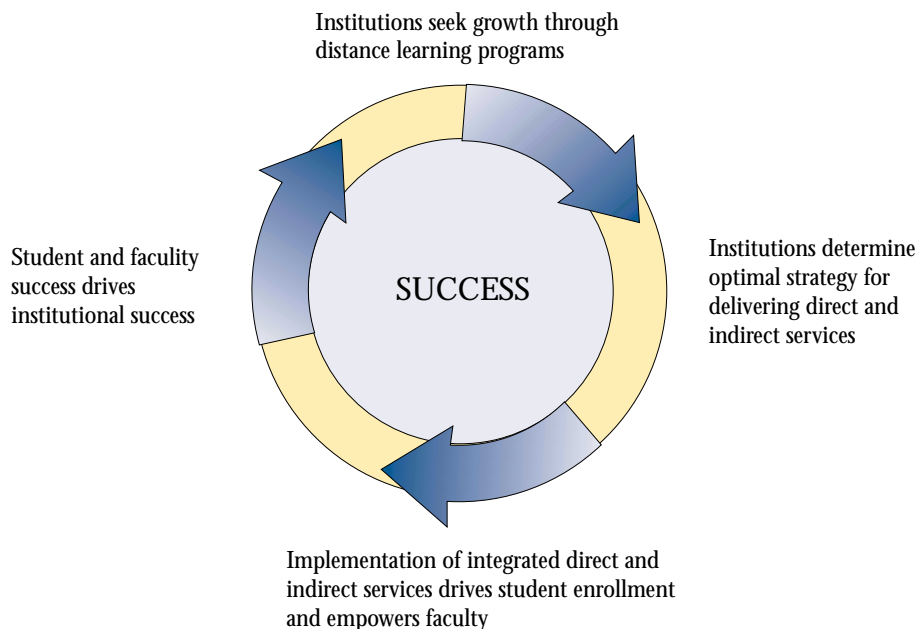 Institutions seek growth through
distance learning programs
Institutions determine
optimal strategy for
delivering direct and
indirect services
SUCCESS
Student and faculity
success drives
institutional success
Implementation of integrated direct and
indirect services drives student enrollment
and empowers faculty